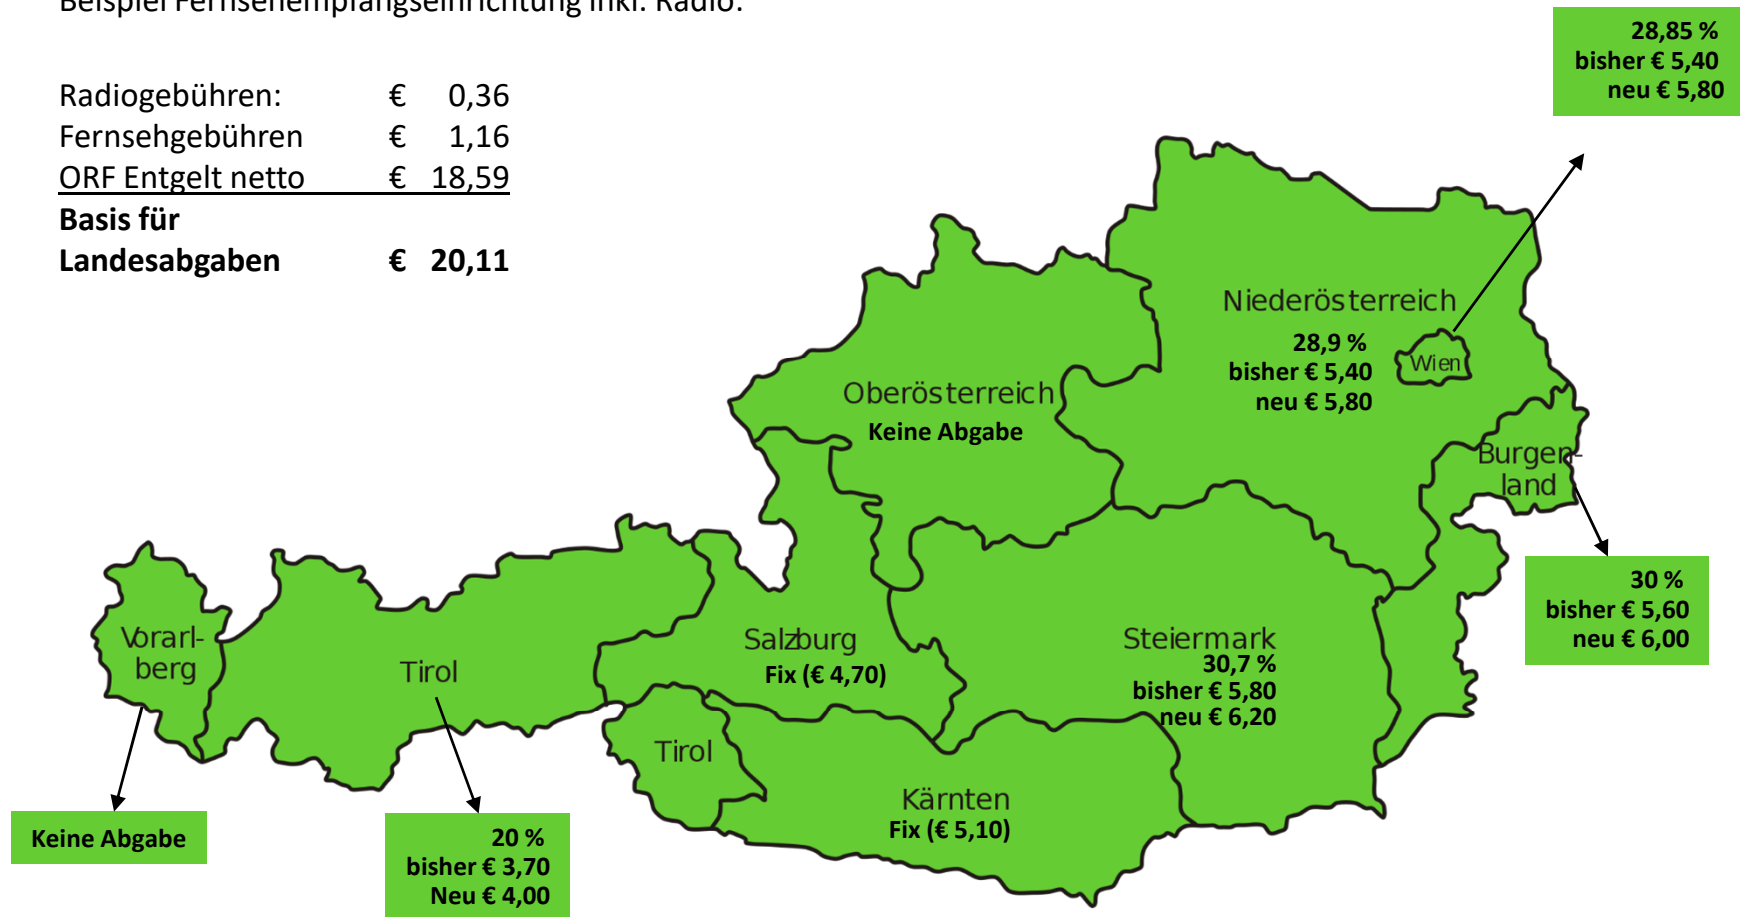 Beispiel Fernsehempfangseinrichtung inkl. Radio:
Radiogebühren: € 0,36
Fernsehgebühren € 1,16
ORF Entgelt netto € 18,59
Basis für
Landesabgaben € 20,11
28,85 %
bisher € 5,40
neu € 5,80
Niederösterreich
28,9 %
bisher € 5,40
neu € 5,80
Wien
Oberösterreich
Keine Abgabe
Burgen-
land
30 %
bisher € 5,60
neu € 6,00
Steiermark
30,7 %
bisher € 5,80
neu € 6,20
Salzburg
Fix (€ 4,70)
Vorarl-
berg
Keine Abgabe
Tirol
20 %
bisher € 3,70
Neu € 4,00
Tirol
Kärnten
Fix (€ 5,10)